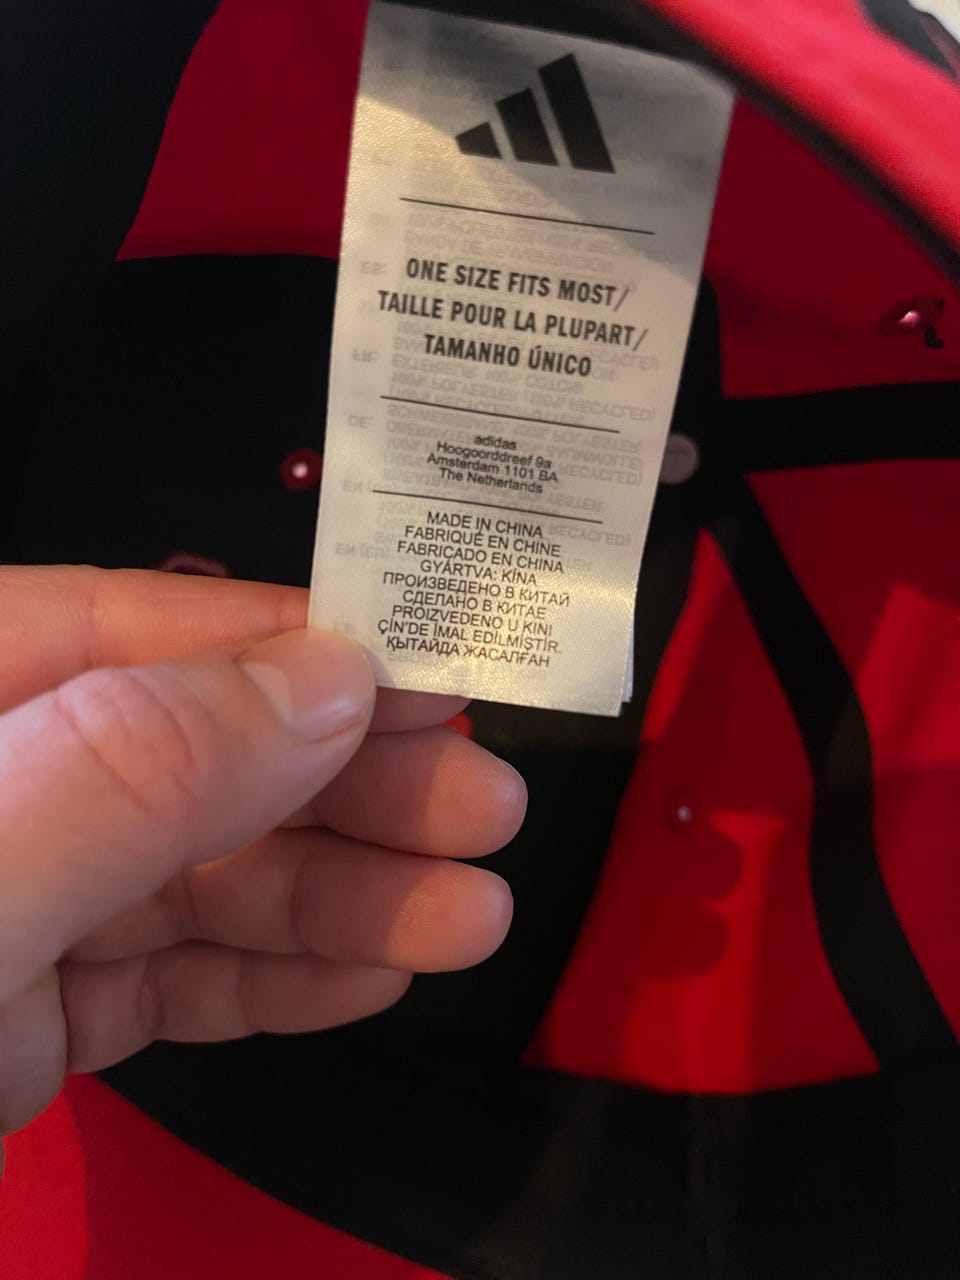 ONE SIZE FITS MOST/
TAILLE POUR LA PLUPART/
TAMANHO ÚNICO
adidas
Hoogoorddreef 9a
Amsterdam 1101 BA
The Netherlands
MADE IN CHINA
FABRIQUÉ EN CHINE
FABRICADO EN CHINA
GYÁRTVA: KÍNA
ПРОИЗВЕДЕНО В КИТАЙ
СДЕЛАНО В КИТАЕ
PROIZVEDENO U KINI
ÇİN'DE İMAL EDİLMİŞTİR.
ҚЫТАЙДА ЖАСАЛҒАН